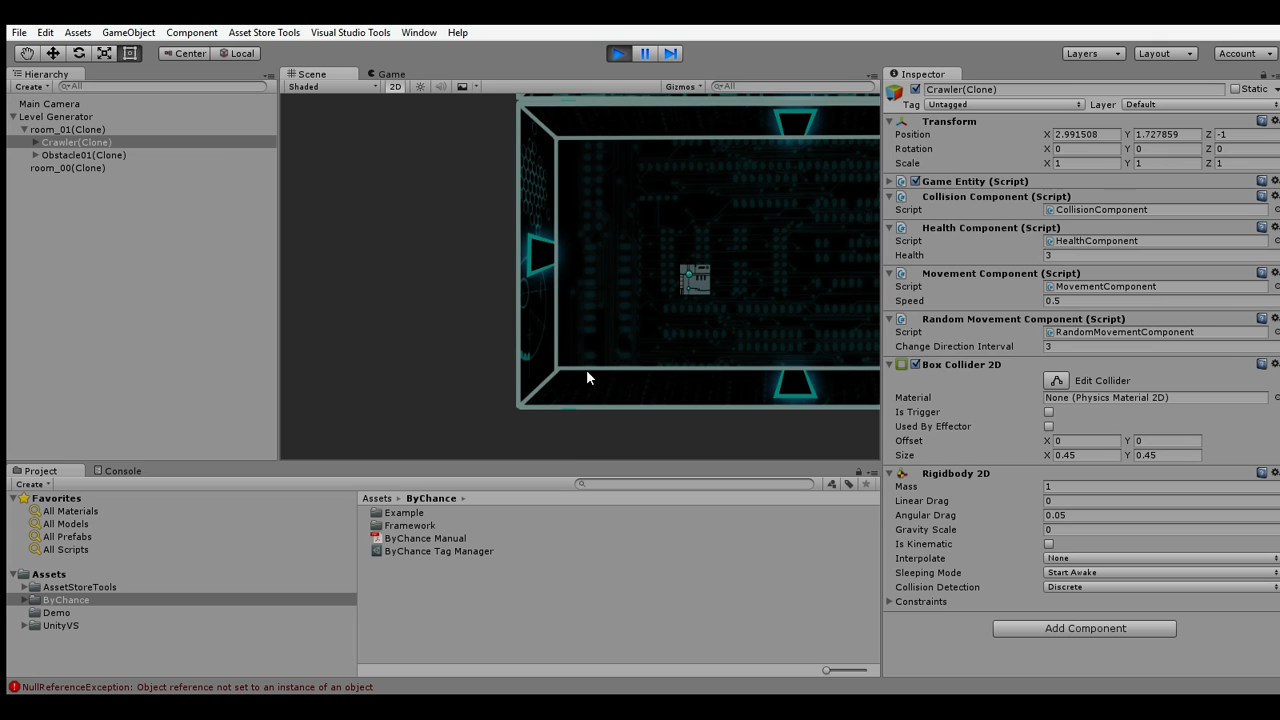 File Edit Assets GameObject Component Asset Store Tools Visual Studio Tools Window Help
Center Local Layers Layout Account
Hierarchy
Create All
Main Camera
Level Generator
room_01(Clone)
Crawler(Clone)
Obstacle01(Clone)
room_00(Clone)
Scene Game
Shaded 2D Gizmos All
Inspector
Crawler(Clone) Static
Tag Untagged Layer Default
Transform
Position X 2.991508 Y 1.727859 Z -1
Rotation X 0 Y 0 Z 0
Scale X 1 Y 1 Z 1
Game Entity (Script)
Collision Component (Script)
Script CollisionComponent
Health Component (Script)
Script HealthComponent
Health 3
Movement Component (Script)
Script MovementComponent
Speed 0.5
Random Movement Component (Script)
Script RandomMovementComponent
Change Direction Interval 3
Box Collider 2D
Edit Collider
Material None (Physics Material 2D)
Is Trigger
Used By Effector
Offset X 0 Y 0
Size X 0.45 Y 0.45
Rigidbody 2D
Mass 1
Linear Drag 0
Angular Drag 0.05
Gravity Scale 0
Is Kinematic
Interpolate None
Sleeping Mode Start Awake
Collision Detection Discrete
Constraints
Add Component
Project Console
Create
Favorites
All Materials
All Models
All Prefabs
All Scripts
Assets
AssetStoreTools
ByChance
Demo
UnityVS
Assets ByChance
Example
Framework
ByChance Manual
ByChance Tag Manager
NullReferenceException: Object reference not set to an instance of an object